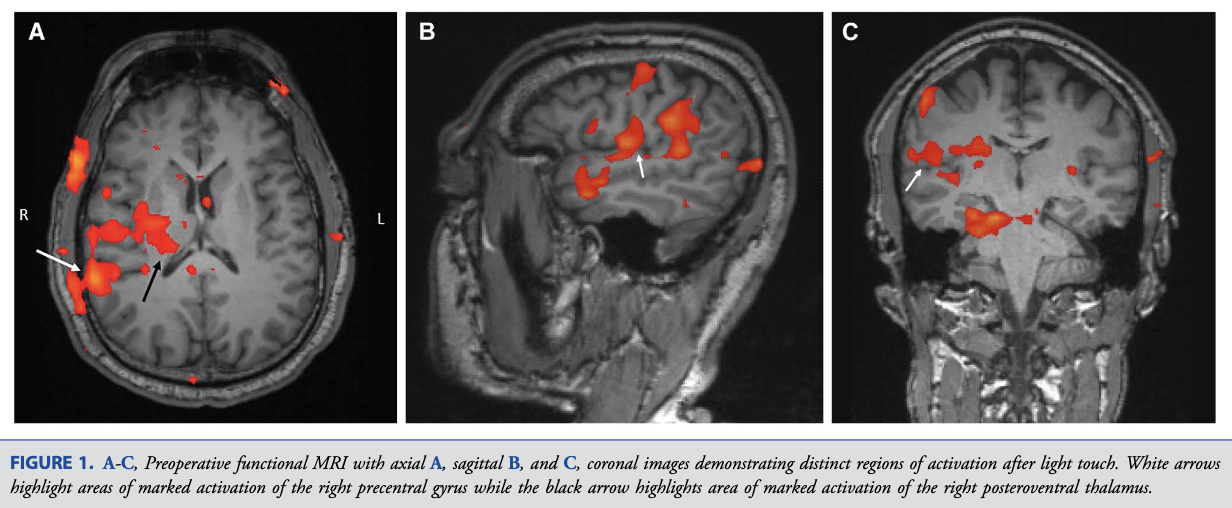 A
B
C
R
L
FIGURE 1. A-C, Preoperative functional MRI with axial A, sagittal B, and C, coronal images demonstrating distinct regions of activation after light touch. White arrows
highlight areas of marked activation of the right precentral gyrus while the black arrow highlights area of marked activation of the right posteroventral thalamus.